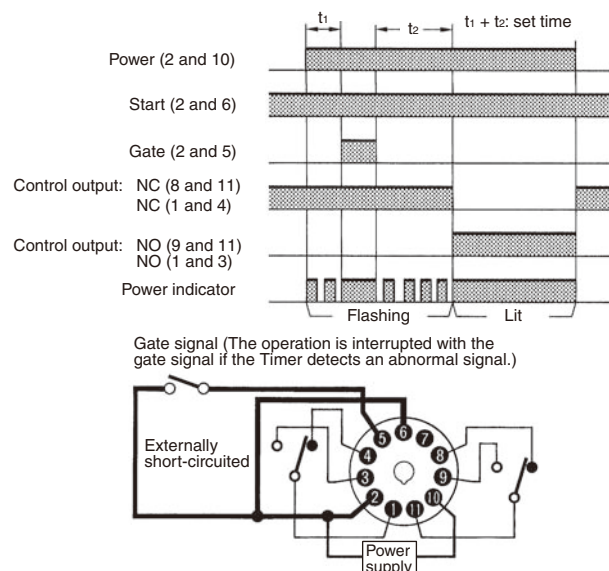 t₁ t₂ t₁ + t₂: set time
Power (2 and 10)
Start (2 and 6)
Gate (2 and 5)
Control output: NC (8 and 11)
NC (1 and 4)
Control output: NO (9 and 11)
NO (1 and 3)
Power indicator
Flashing Lit
Gate signal (The operation is interrupted with the
gate signal if the Timer detects an abnormal signal.)
Externally
short-circuited
5 6 7
4 8
3 9
2 10
1 11
Power
supply